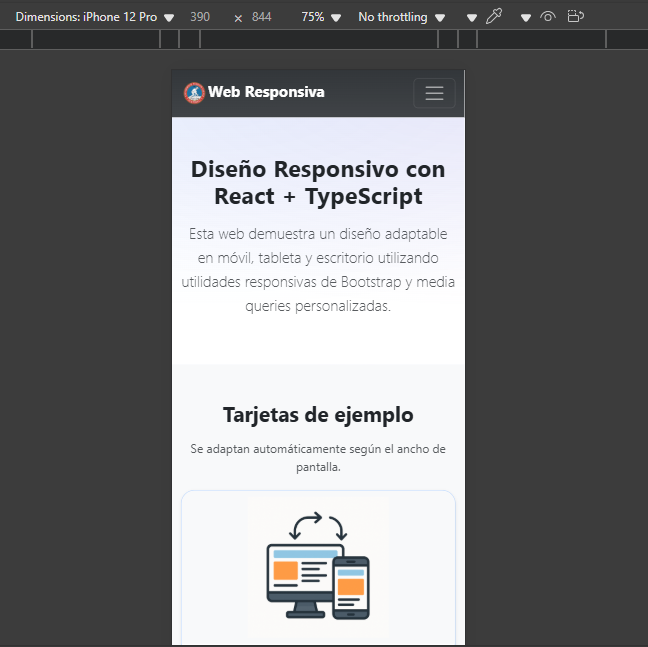 Dimensions: iPhone 12 Pro 390 × 844 75% No throttling
Web Responsiva
Diseño Responsivo con
React + TypeScript
Esta web demuestra un diseño adaptable
en móvil, tableta y escritorio utilizando
utilidades responsivas de Bootstrap y media
queries personalizadas.
Tarjetas de ejemplo
Se adaptan automáticamente según el ancho de
pantalla.